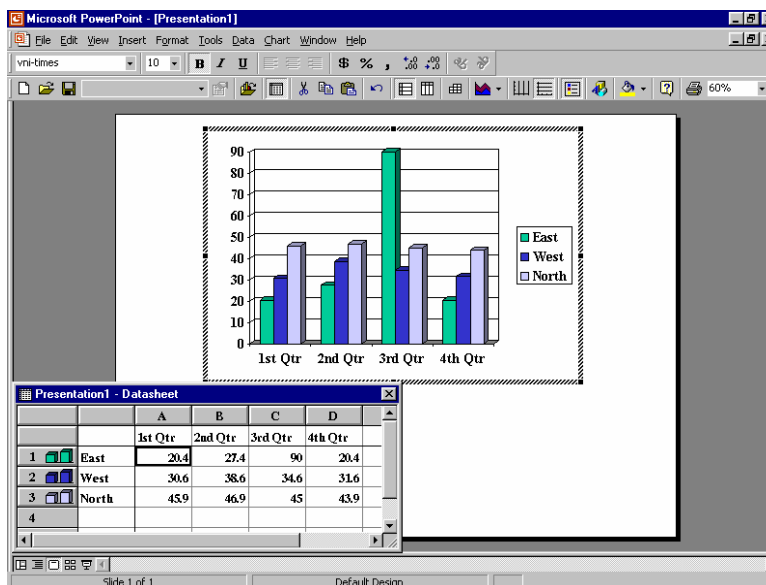 Microsoft PowerPoint - [Presentation1]
File Edit View Insert Format Tools Data Chart Window Help
vni-times 10 B I U $ % , .00 .00
60%
90
80
70
60
50
40
30
20
10
0
1st Qtr 2nd Qtr 3rd Qtr 4th Qtr
East
West
North
Presentation1 - Datasheet
A B C D
1st Qtr 2nd Qtr 3rd Qtr 4th Qtr
1 East 20.4 27.4 90 20.4
2 West 30.6 38.6 34.6 31.6
3 North 45.9 46.9 45 43.9
4
Slide 1 of 1 Default Design